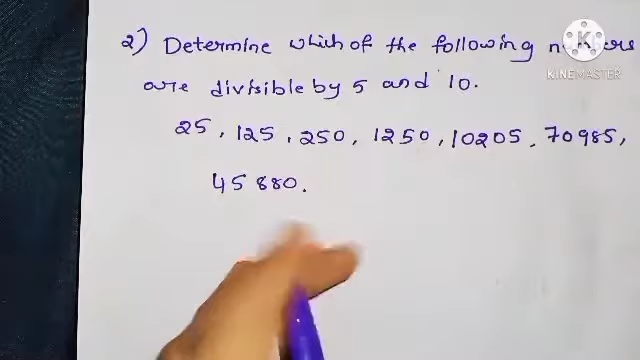 2) Determine which of the following numbers
are divisible by 5 and 10.
25, 125, 250, 1250, 10205, 70985,
45880.
KINEMASTER